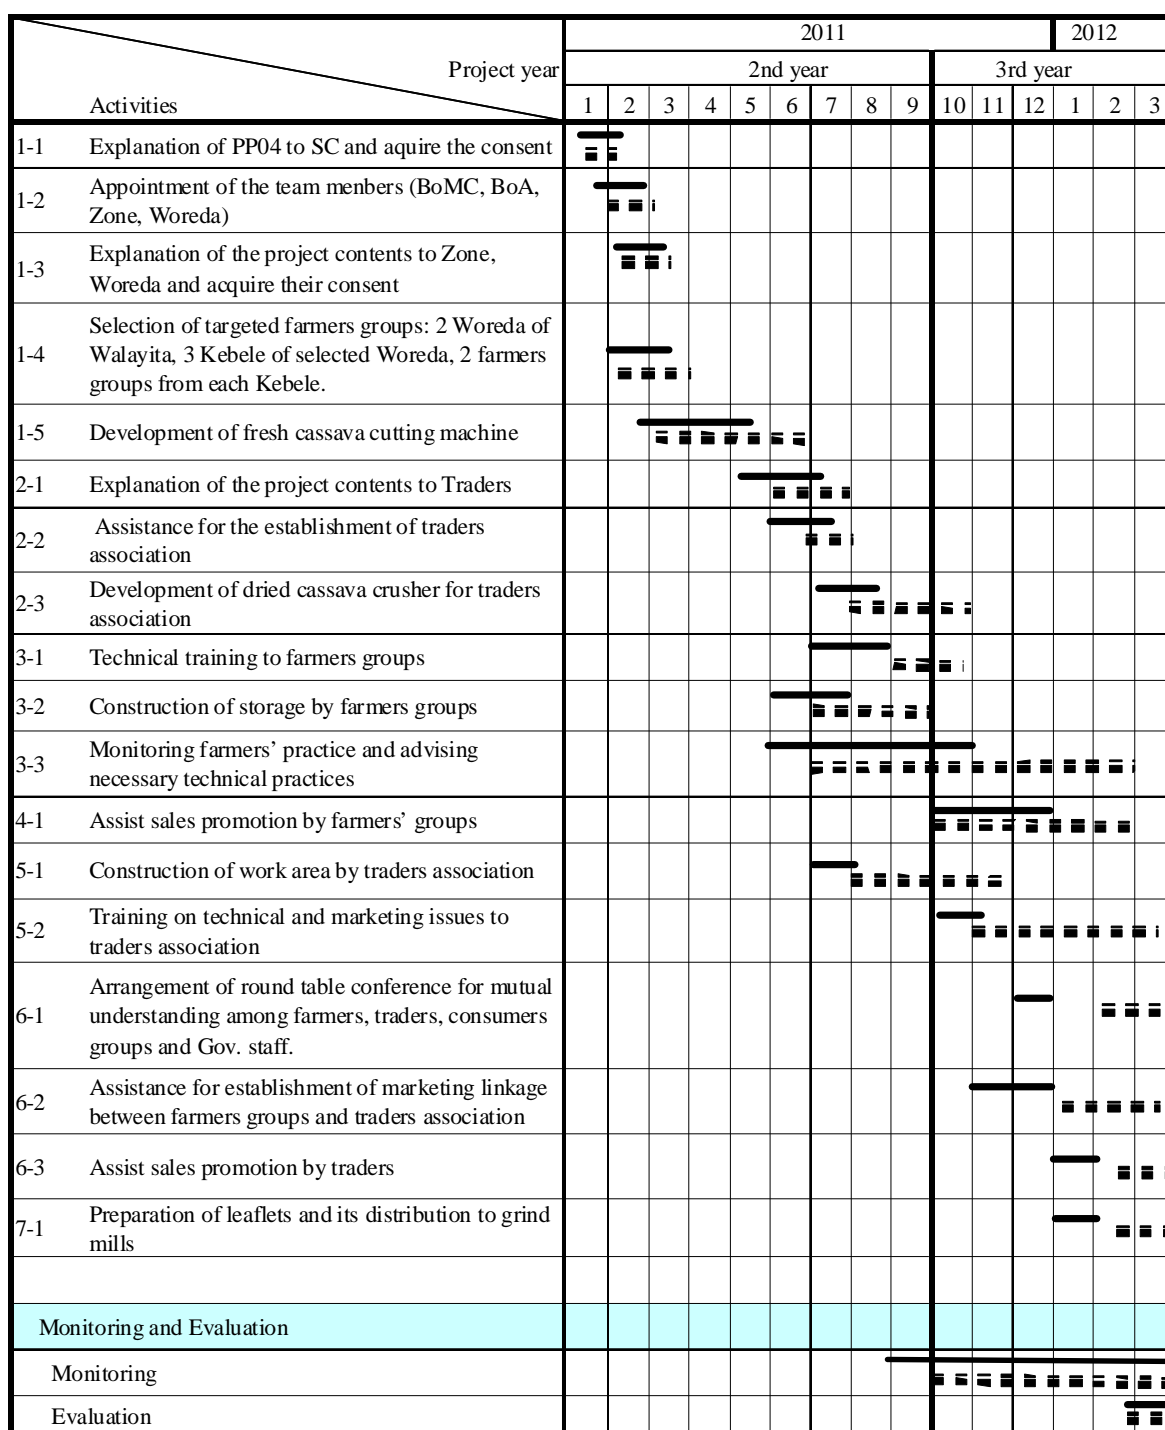 2011 2012
Project year 2nd year 3rd year
Activities 1 2 3 4 5 6 7 8 9 10 11 12 1 2 3
1-1 Explanation of PP04 to SC and aquire the consent
1-2 Appointment of the team menbers (BoMC, BoA,
Zone, Woreda)
1-3 Explanation of the project contents to Zone,
Woreda and acquire their consent
1-4 Selection of targeted farmers groups: 2 Woreda of
Walayita, 3 Kebele of selected Woreda, 2 farmers
groups from each Kebele.
1-5 Development of fresh cassava cutting machine
2-1 Explanation of the project contents to Traders
2-2 Assistance for the establishment of traders
association
2-3 Development of dried cassava crusher for traders
association
3-1 Technical training to farmers groups
3-2 Construction of storage by farmers groups
3-3 Monitoring farmers’ practice and advising
necessary technical practices
4-1 Assist sales promotion by farmers’ groups
5-1 Construction of work area by traders association
5-2 Training on technical and marketing issues to
traders association
6-1 Arrangement of round table conference for mutual
understanding among farmers, traders, consumers
groups and Gov. staff.
6-2 Assistance for establishment of marketing linkage
between farmers groups and traders association
6-3 Assist sales promotion by traders
7-1 Preparation of leaflets and its distribution to grind
mills
Monitoring and Evaluation
Monitoring
Evaluation